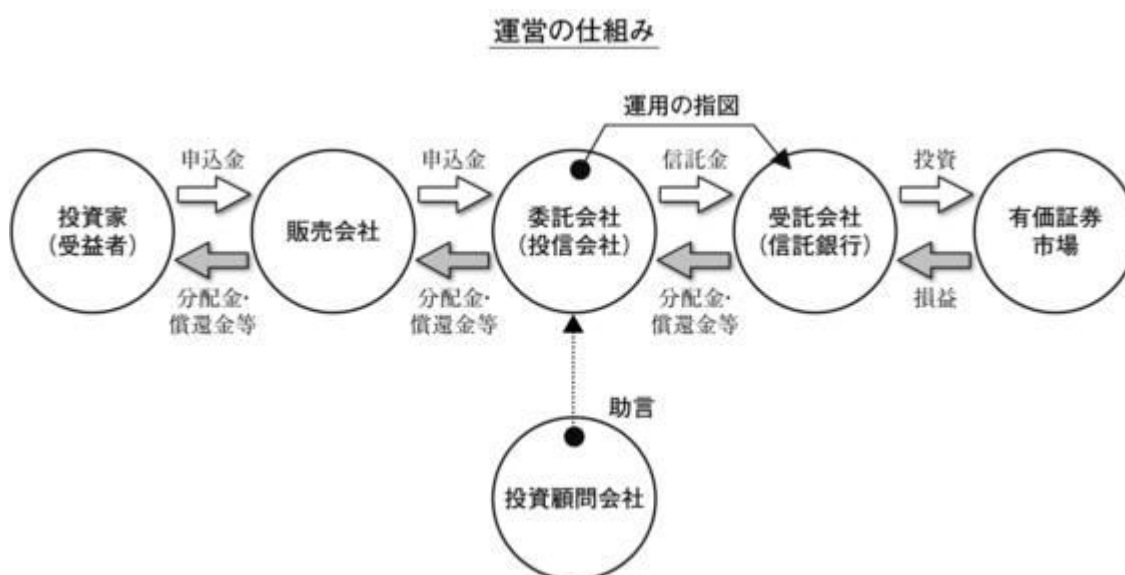 運営の仕組み
運用の指図
申込金
申込金
信託金
投資
投資家
(受益者)
販売会社
委託会社
(投信会社)
受託会社
(信託銀行)
有価証券
市場
分配金・
償還金等
分配金・
償還金等
分配金・
償還金等
損益
助言
投資顧問会社